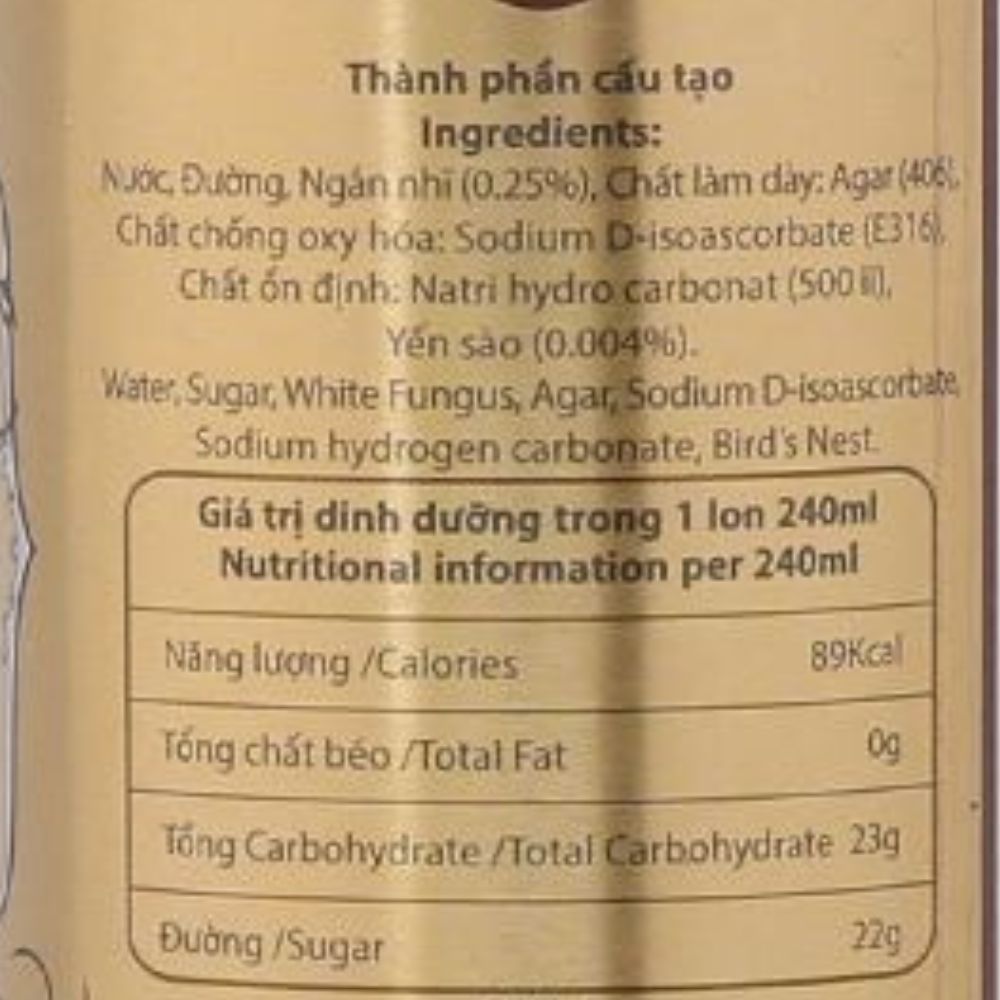 Thành phần cấu tạo
Ingredients:
Nước, Đường, Ngân nhĩ (0.25%), Chất làm dày: Agar (406),
Chất chống oxy hóa: Sodium D-isoascorbate (E316),
Chất ổn định: Natri hydro carbonat (500 ii),
Yến sào (0.004%).
Water, Sugar, White Fungus, Agar, Sodium D-isoascorbate,
Sodium hydrogen carbonate, Bird's Nest.
Giá trị dinh dưỡng trong 1 lon 240ml
Nutritional information per 240ml
Năng lượng /Calories 89Kcal
Tổng chất béo /Total Fat 0g
Tổng Carbohydrate /Total Carbohydrate 23g
Đường /Sugar 22g